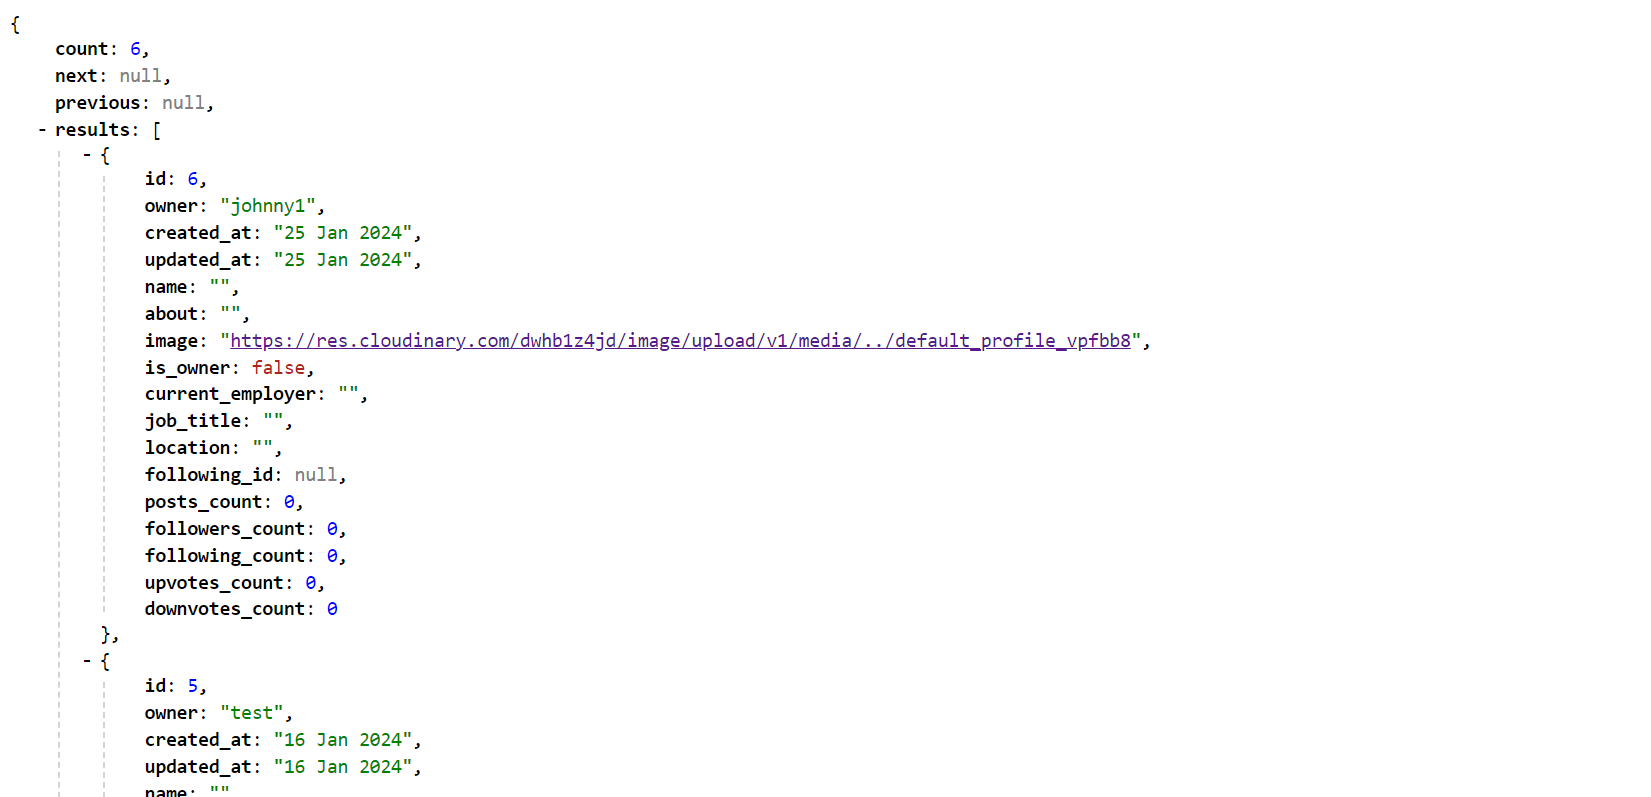 {
count: 6,
next: null,
previous: null,
- results: [
- {
id: 6,
owner: "johnny1",
created_at: "25 Jan 2024",
updated_at: "25 Jan 2024",
name: "",
about: "",
image: "https://res.cloudinary.com/dwhb1z4jd/image/upload/v1/media/../default_profile_vpfbb8",
is_owner: false,
current_employer: "",
job_title: "",
location: "",
following_id: null,
posts_count: 0,
followers_count: 0,
following_count: 0,
upvotes_count: 0,
downvotes_count: 0
},
- {
id: 5,
owner: "test",
created_at: "16 Jan 2024",
updated_at: "16 Jan 2024",
name: ""